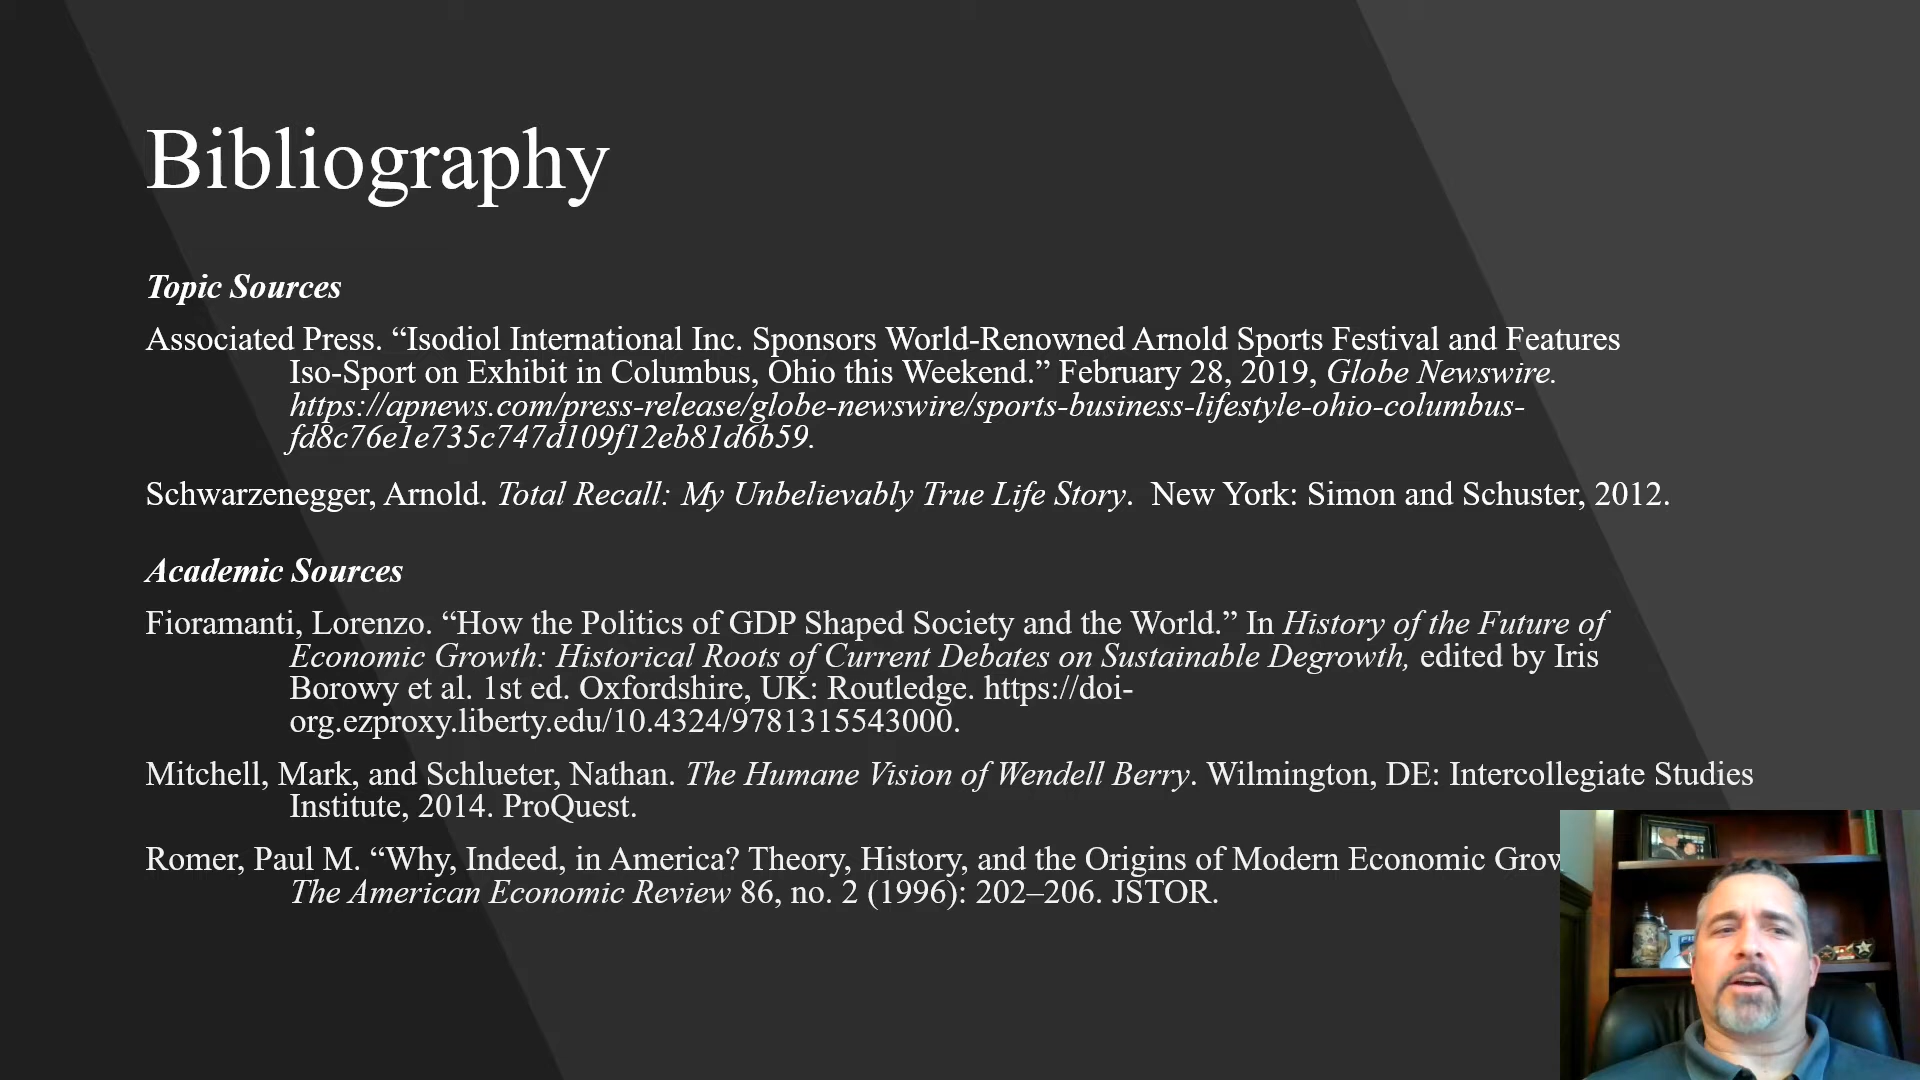 Bibliography
Topic Sources
Associated Press. “Isodiol International Inc. Sponsors World-Renowned Arnold Sports Festival and Features
Iso-Sport on Exhibit in Columbus, Ohio this Weekend.” February 28, 2019, Globe Newswire.
https://apnews.com/press-release/globe-newswire/sports-business-lifestyle-ohio-columbus-
fd8c76e1e735c747d109f12eb81d6b59.
Schwarzenegger, Arnold. Total Recall: My Unbelievably True Life Story.  New York: Simon and Schuster, 2012.
Academic Sources
Fioramanti, Lorenzo. “How the Politics of GDP Shaped Society and the World.” In History of the Future of
Economic Growth: Historical Roots of Current Debates on Sustainable Degrowth, edited by Iris
Borowy et al. 1st ed. Oxfordshire, UK: Routledge. https://doi-
org.ezproxy.liberty.edu/10.4324/9781315543000.
Mitchell, Mark, and Schlueter, Nathan. The Humane Vision of Wendell Berry. Wilmington, DE: Intercollegiate Studies
Institute, 2014. ProQuest.
Romer, Paul M. “Why, Indeed, in America? Theory, History, and the Origins of Modern Economic Grow
The American Economic Review 86, no. 2 (1996): 202–206. JSTOR.